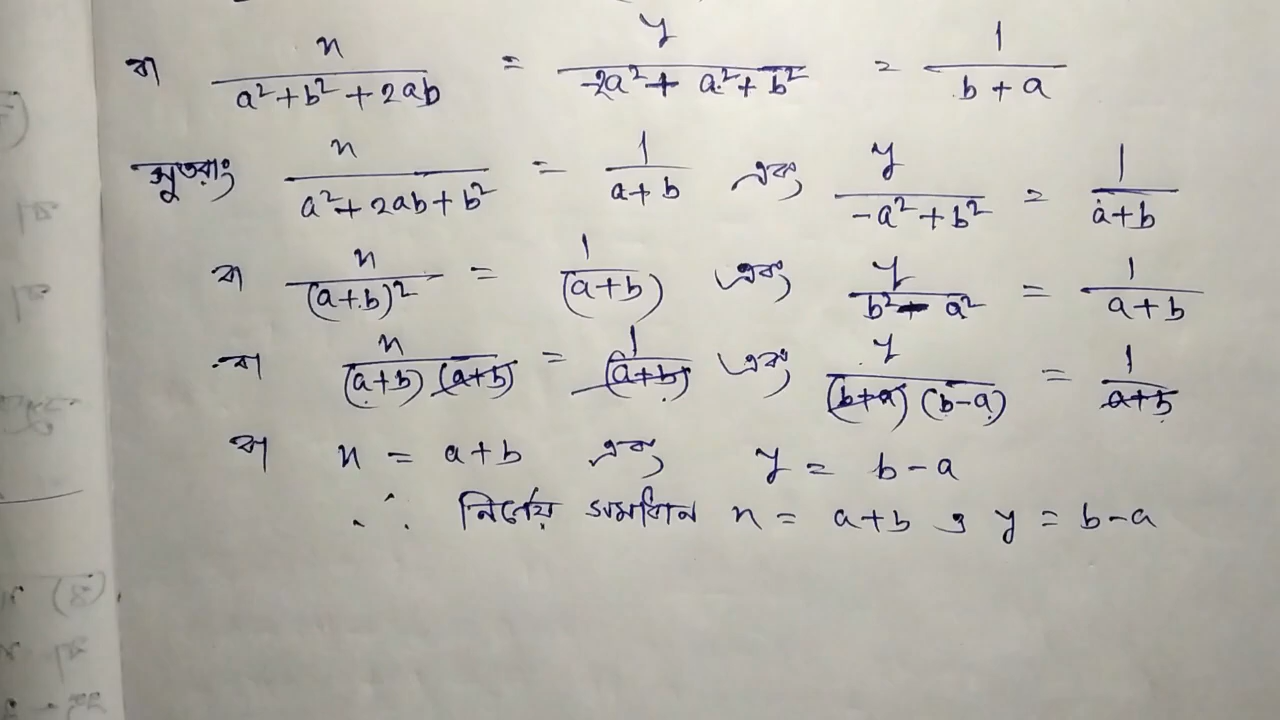 বা x/(a²+b²+2ab) = y/(-2a²+a²+b²) = 1/(b+a)
সুতরাং x/(a²+2ab+b²) = 1/(a+b) এবং y/(-a²+b²) = 1/(a+b)
বা x/(a+b)² = 1/(a+b) এবং y/(b²-a²) = 1/(a+b)
বা x/((a+b)(a+b)) = 1/(a+b) এবং y/((b+a)(b-a)) = 1/(a+b)
বা x = a+b এবং y = b-a
∴ নির্ণেয় সমাধান x = a+b ও y = b-a